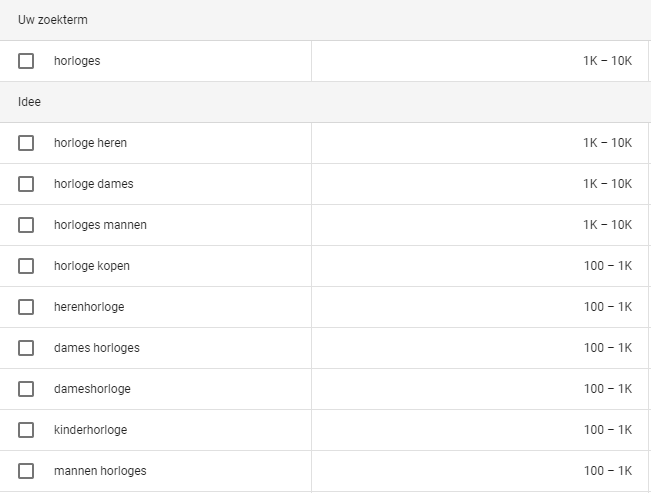 Uw zoekterm
horloges 1K – 10K
Idee
horloge heren 1K – 10K
horloge dames 1K – 10K
horloges mannen 1K – 10K
horloge kopen 100 – 1K
herenhorloge 100 – 1K
dames horloges 100 – 1K
dameshorloge 100 – 1K
kinderhorloge 100 – 1K
mannen horloges 100 – 1K